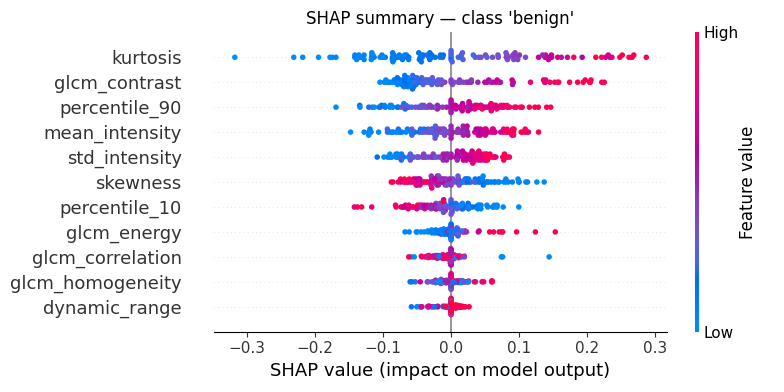 SHAP summary — class 'benign'
High
kurtosis
glcm_contrast
percentile_90
mean_intensity
std_intensity
skewness
percentile_10
glcm_energy
glcm_correlation
glcm_homogeneity
dynamic_range
Feature value
Low
−0.3 −0.2 −0.1 0.0 0.1 0.2 0.3
SHAP value (impact on model output)